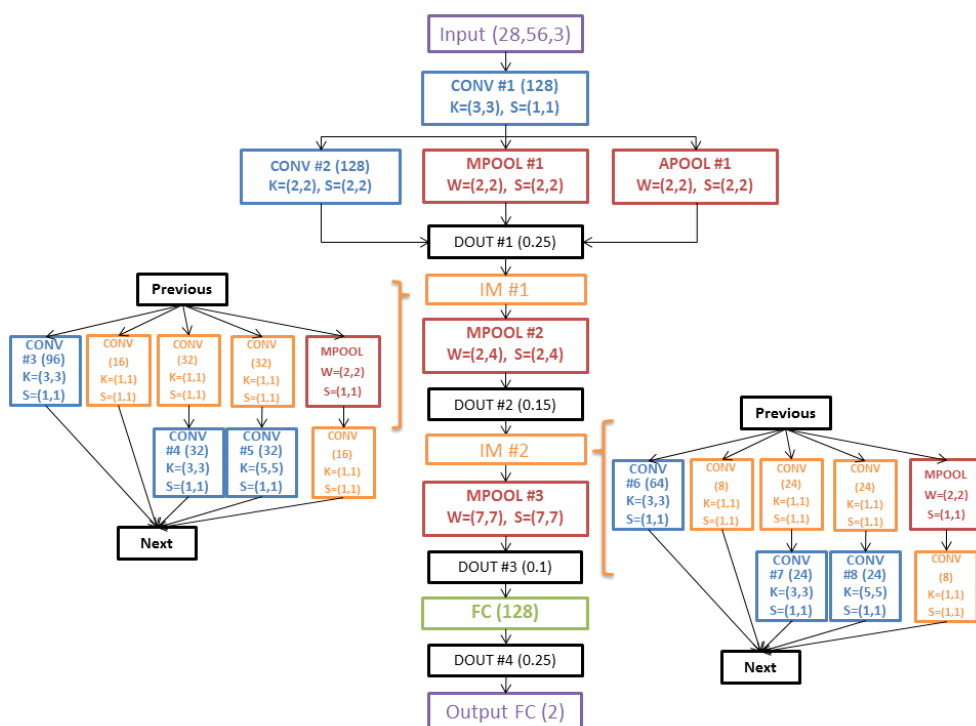 Input (28,56,3)
CONV #1 (128)
K=(3,3), S=(1,1)
CONV #2 (128)
K=(2,2), S=(2,2)
MPOOL #1
W=(2,2), S=(2,2)
APOOL #1
W=(2,2), S=(2,2)
DOUT #1 (0.25)
IM #1
MPOOL #2
W=(2,4), S=(2,4)
DOUT #2 (0.15)
IM #2
MPOOL #3
W=(7,7), S=(7,7)
DOUT #3 (0.1)
FC (128)
DOUT #4 (0.25)
Output FC (2)
Previous
CONV
#3 (96)
K=(3,3)
S=(1,1)
CONV
(16)
K=(1,1)
S=(1,1)
CONV
(32)
K=(1,1)
S=(1,1)
CONV
(32)
K=(1,1)
S=(1,1)
MPOOL
W=(2,2)
S=(1,1)
CONV
#4 (32)
K=(3,3)
S=(1,1)
CONV
#5 (32)
K=(5,5)
S=(1,1)
CONV
(16)
K=(1,1)
S=(1,1)
Next
Previous
CONV
#6 (64)
K=(3,3)
S=(1,1)
CONV
(8)
K=(1,1)
S=(1,1)
CONV
(24)
K=(1,1)
S=(1,1)
CONV
(24)
K=(1,1)
S=(1,1)
MPOOL
W=(2,2)
S=(1,1)
CONV
#7 (24)
K=(3,3)
S=(1,1)
CONV
#8 (24)
K=(5,5)
S=(1,1)
CONV
(8)
K=(1,1)
S=(1,1)
Next